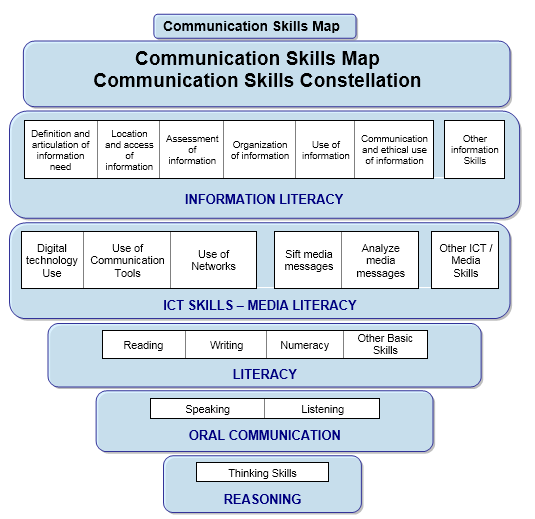 Communication Skills Map
Communication Skills Map
Communication Skills Constellation
Definition and
articulation of
information
need
Location
and access
of
information
Assessment
of
information
Organization
of information
Use of
information
Communication
and ethical use
of information
Other
information
Skills
INFORMATION LITERACY
Digital
technology
Use
Use of
Communication
Tools
Use of
Networks
Sift media
messages
Analyze
media
messages
Other ICT /
Media
Skills
ICT SKILLS – MEDIA LITERACY
Reading
Writing
Numeracy
Other Basic
Skills
LITERACY
Speaking
Listening
ORAL COMMUNICATION
Thinking Skills
REASONING